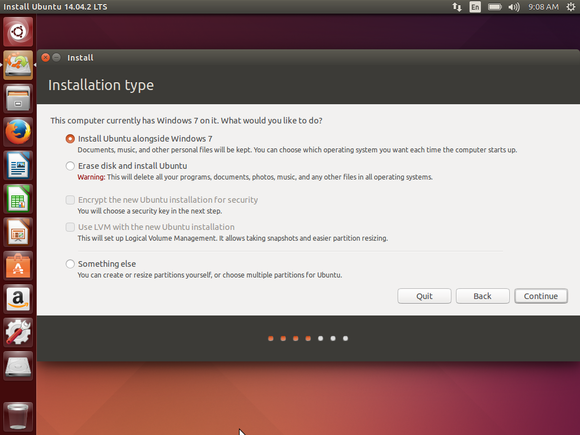 Install Ubuntu 14.04.2 LTS
En
9:08 AM
Install
Installation type
This computer currently has Windows 7 on it. What would you like to do?
Install Ubuntu alongside Windows 7
Documents, music, and other personal files will be kept. You can choose which operating system you want each time the computer starts up.
Erase disk and install Ubuntu
Warning: This will delete all your programs, documents, photos, music, and any other files in all operating systems.
Encrypt the new Ubuntu installation for security
You will choose a security key in the next step.
Use LVM with the new Ubuntu installation
This will set up Logical Volume Management. It allows taking snapshots and easier partition resizing.
Something else
You can create or resize partitions yourself, or choose multiple partitions for Ubuntu.
Quit
Back
Continue